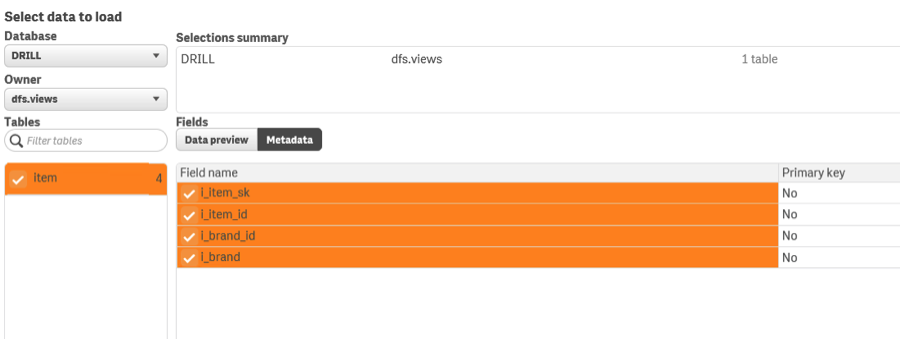 Select data to load
Database
DRILL
Owner
dfs.views
Tables
Filter tables
item 4
Selections summary
DRILL dfs.views 1 table
Fields
Data preview Metadata
Field name Primary key
i_item_sk No
i_item_id No
i_brand_id No
i_brand No